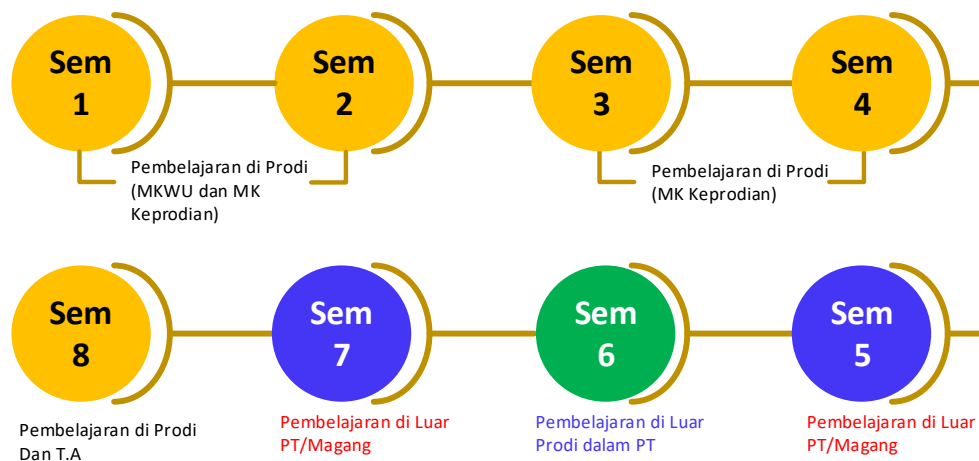 Sem
1
Sem
2
Sem
3
Sem
4
Pembelajaran di Prodi
(MKWU dan MK
Keprodian)
Pembelajaran di Prodi
(MK Keprodian)
Sem
8
Sem
7
Sem
6
Sem
5
Pembelajaran di Prodi
Dan T.A
Pembelajaran di Luar
PT/Magang
Pembelajaran di Luar
Prodi dalam PT
Pembelajaran di Luar
PT/Magang